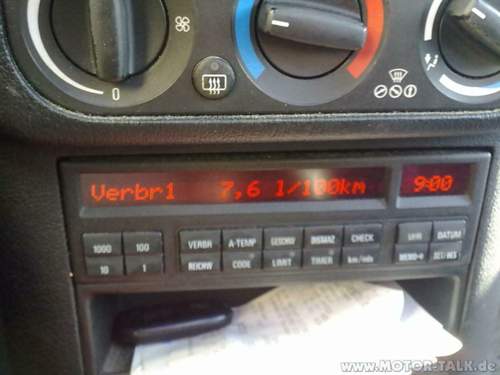 0
Verbr1 7,6 l/100km 9:00
1000 100 VERBR A-TEMP GESCHW DISTANZ CHECK UHR DATUM
10 1 REICHW CODE LIMIT TIMER km/mls MEMO
www.MOTOR-TALK.de